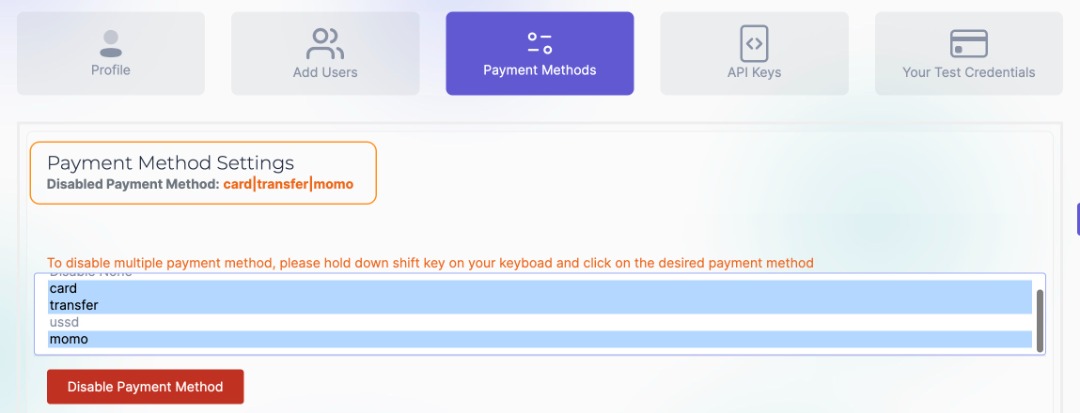 Profile
Add Users
Payment Methods
API Keys
Your Test Credentials
Payment Method Settings
Disabled Payment Method: card|transfer|momo
To disable multiple payment method, please hold down shift key on your keyboad and click on the desired payment method
Disable None
card
transfer
ussd
momo
Disable Payment Method